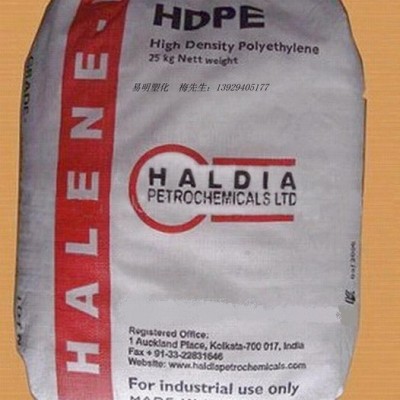 HDPE
High Density Polyethylene
25 kg Nett weight
易明塑化 梅先生：13929405177
HALENE-
GRADE
HALDIA
PETROCHEMICALS LTD
Registered Office:
1 Auckland Place, Kolkata-700 017, India
Fax + 91-33-22831646
Website: www.haldiapetrochemicals.com
For industrial use only